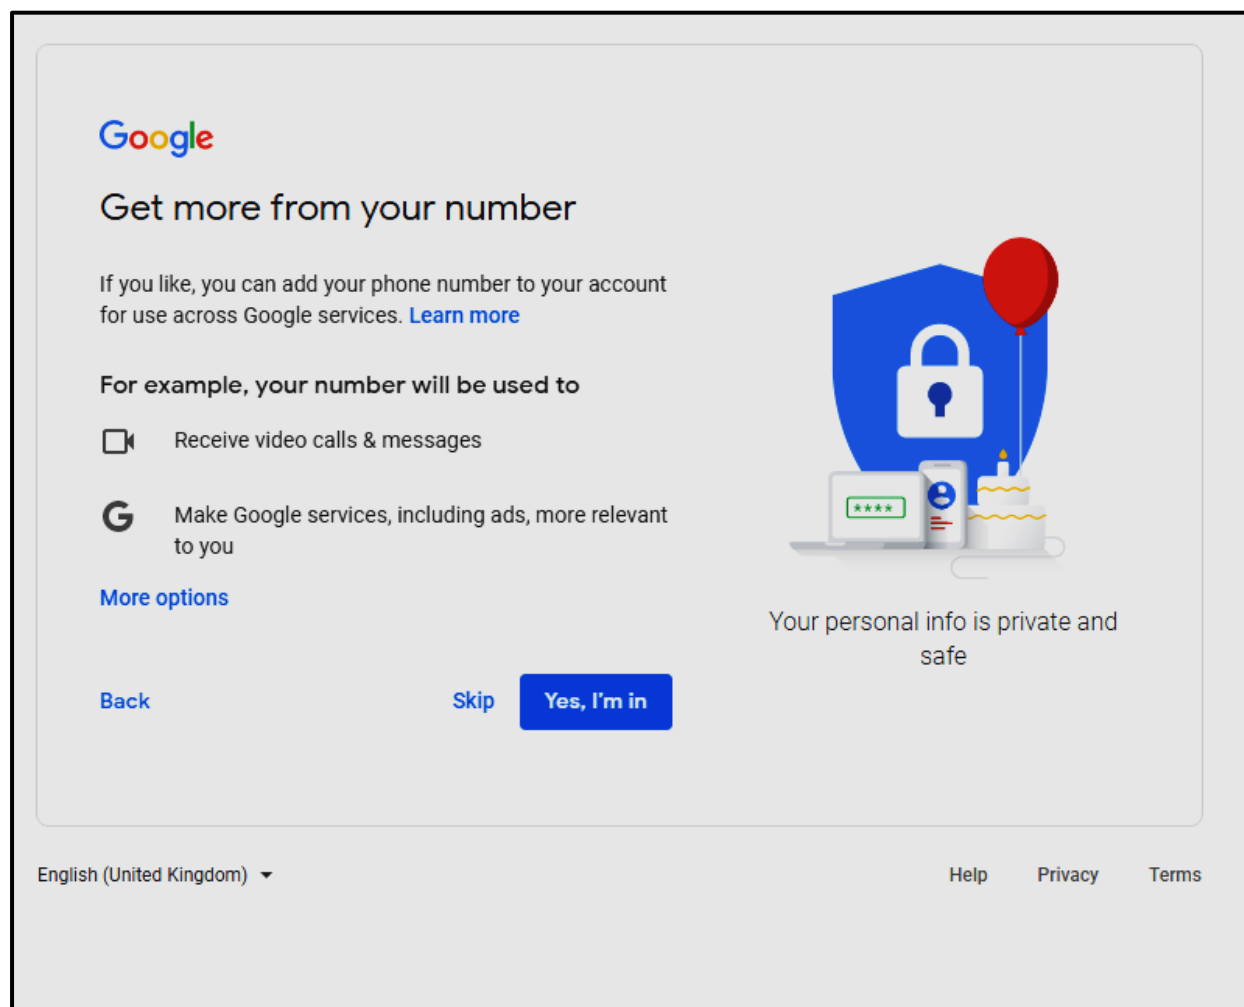 Google
Get more from your number
If you like, you can add your phone number to your account
for use across Google services. Learn more
For example, your number will be used to
Receive video calls & messages
G
Make Google services, including ads, more relevant
to you
More options
Back
Skip
Yes, I'm in
****
Your personal info is private and
safe
English (United Kingdom)
Help
Privacy
Terms